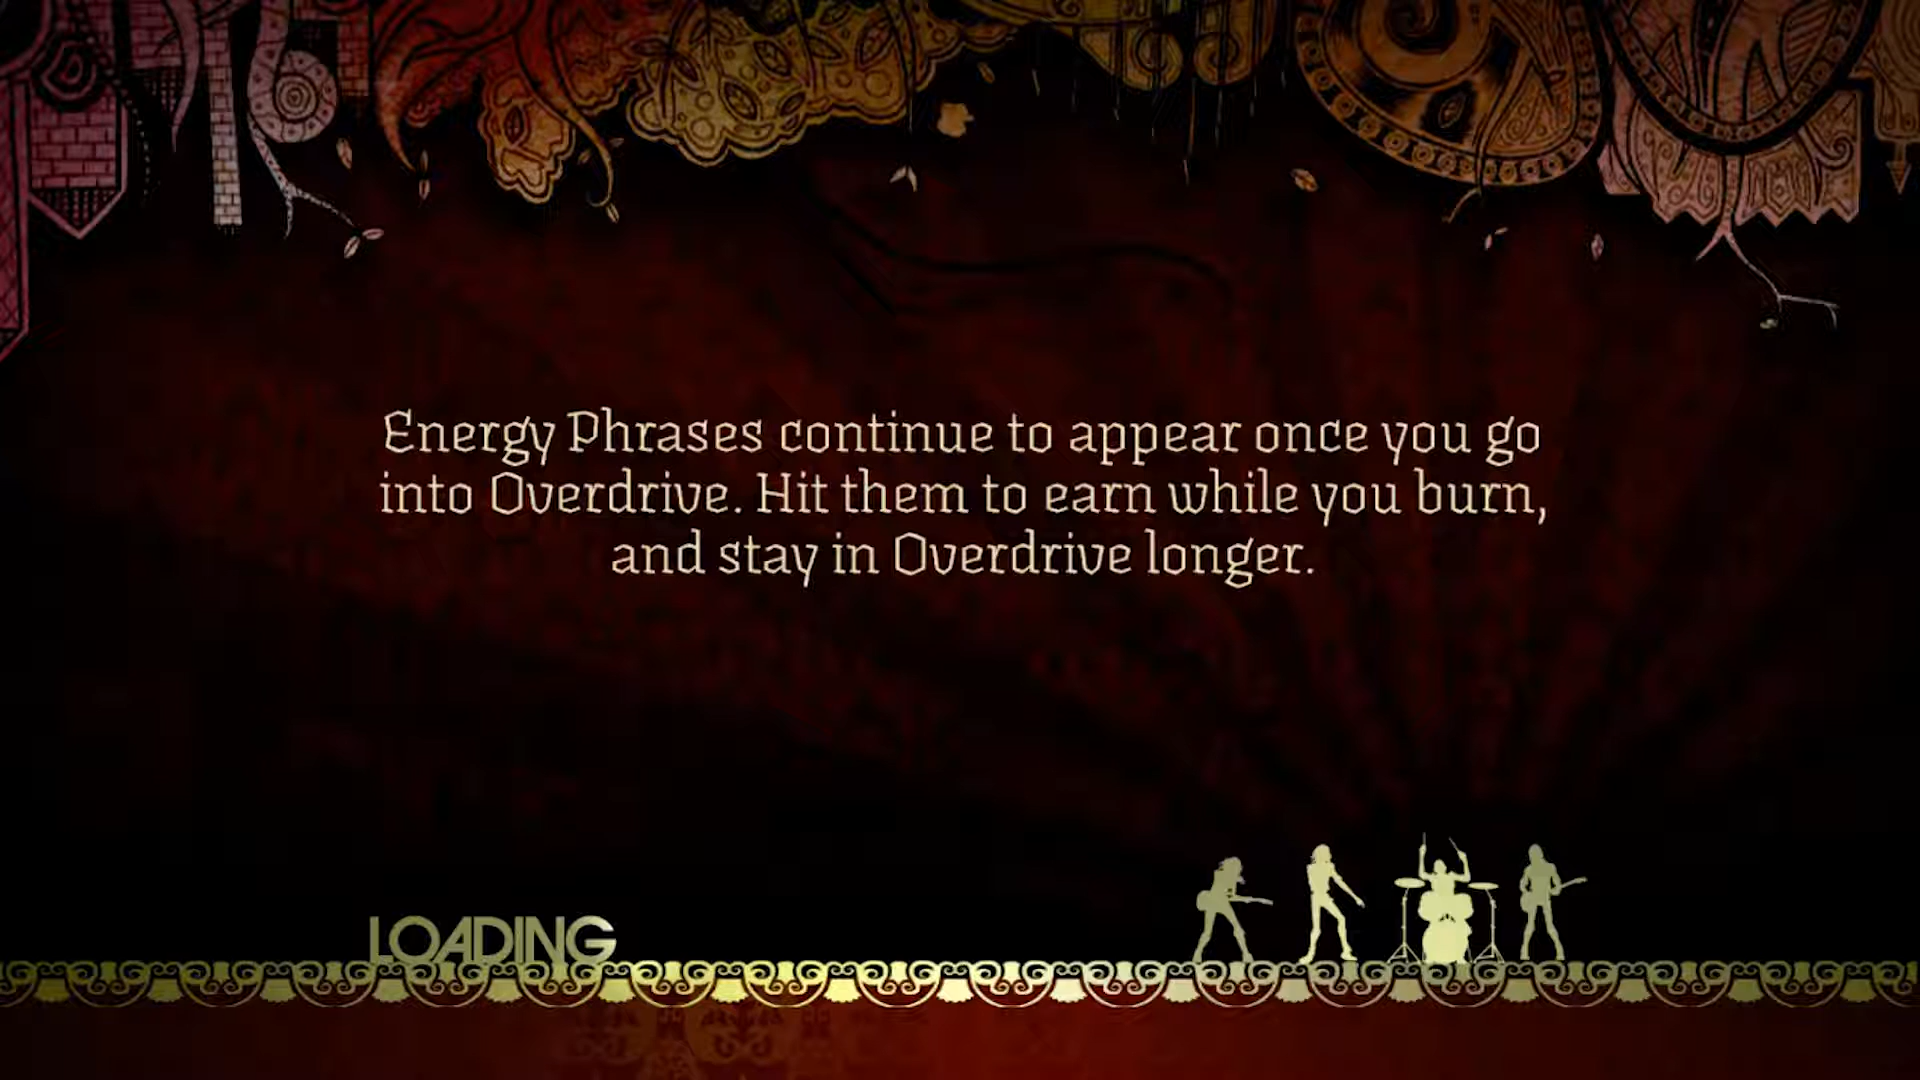 Energy Phrases continue to appear once you go
into Overdrive. Hit them to earn while you burn,
and stay in Overdrive longer.
LOADING